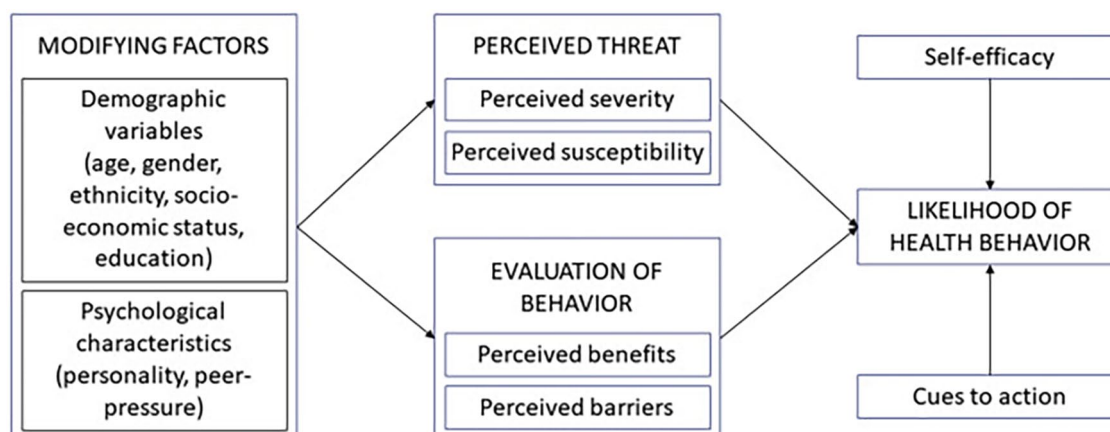 MODIFYING FACTORS
Demographic
variables
(age, gender,
ethnicity, socio-
economic status,
education)
Psychological
characteristics
(personality, peer-
pressure)
PERCEIVED THREAT
Perceived severity
Perceived susceptibility
EVALUATION OF
BEHAVIOR
Perceived benefits
Perceived barriers
Self-efficacy
LIKELIHOOD OF
HEALTH BEHAVIOR
Cues to action